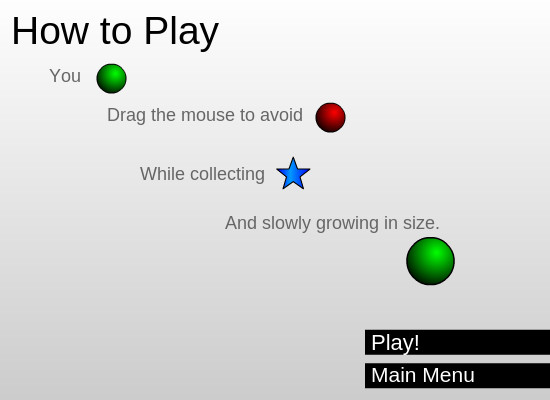 How to Play
You
Drag the mouse to avoid
While collecting
And slowly growing in size.
Play!
Main Menu